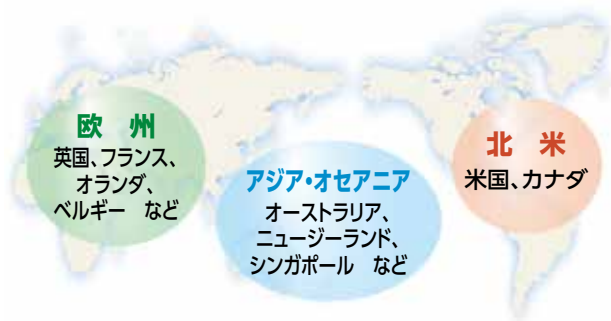 欧　州
英国、フランス、
オランダ、
ベルギー　など
アジア・オセアニア
オーストラリア、
ニュージーランド、
シンガポール　など
北　米
米国、カナダ